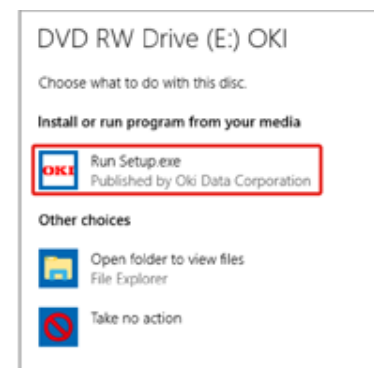 DVD RW Drive (E:) OKI
Choose what to do with this disc.
Install or run program from your media
OKI
Run Setup.exe
Published by Oki Data Corporation
Other choices
Open folder to view files
File Explorer
Take no action